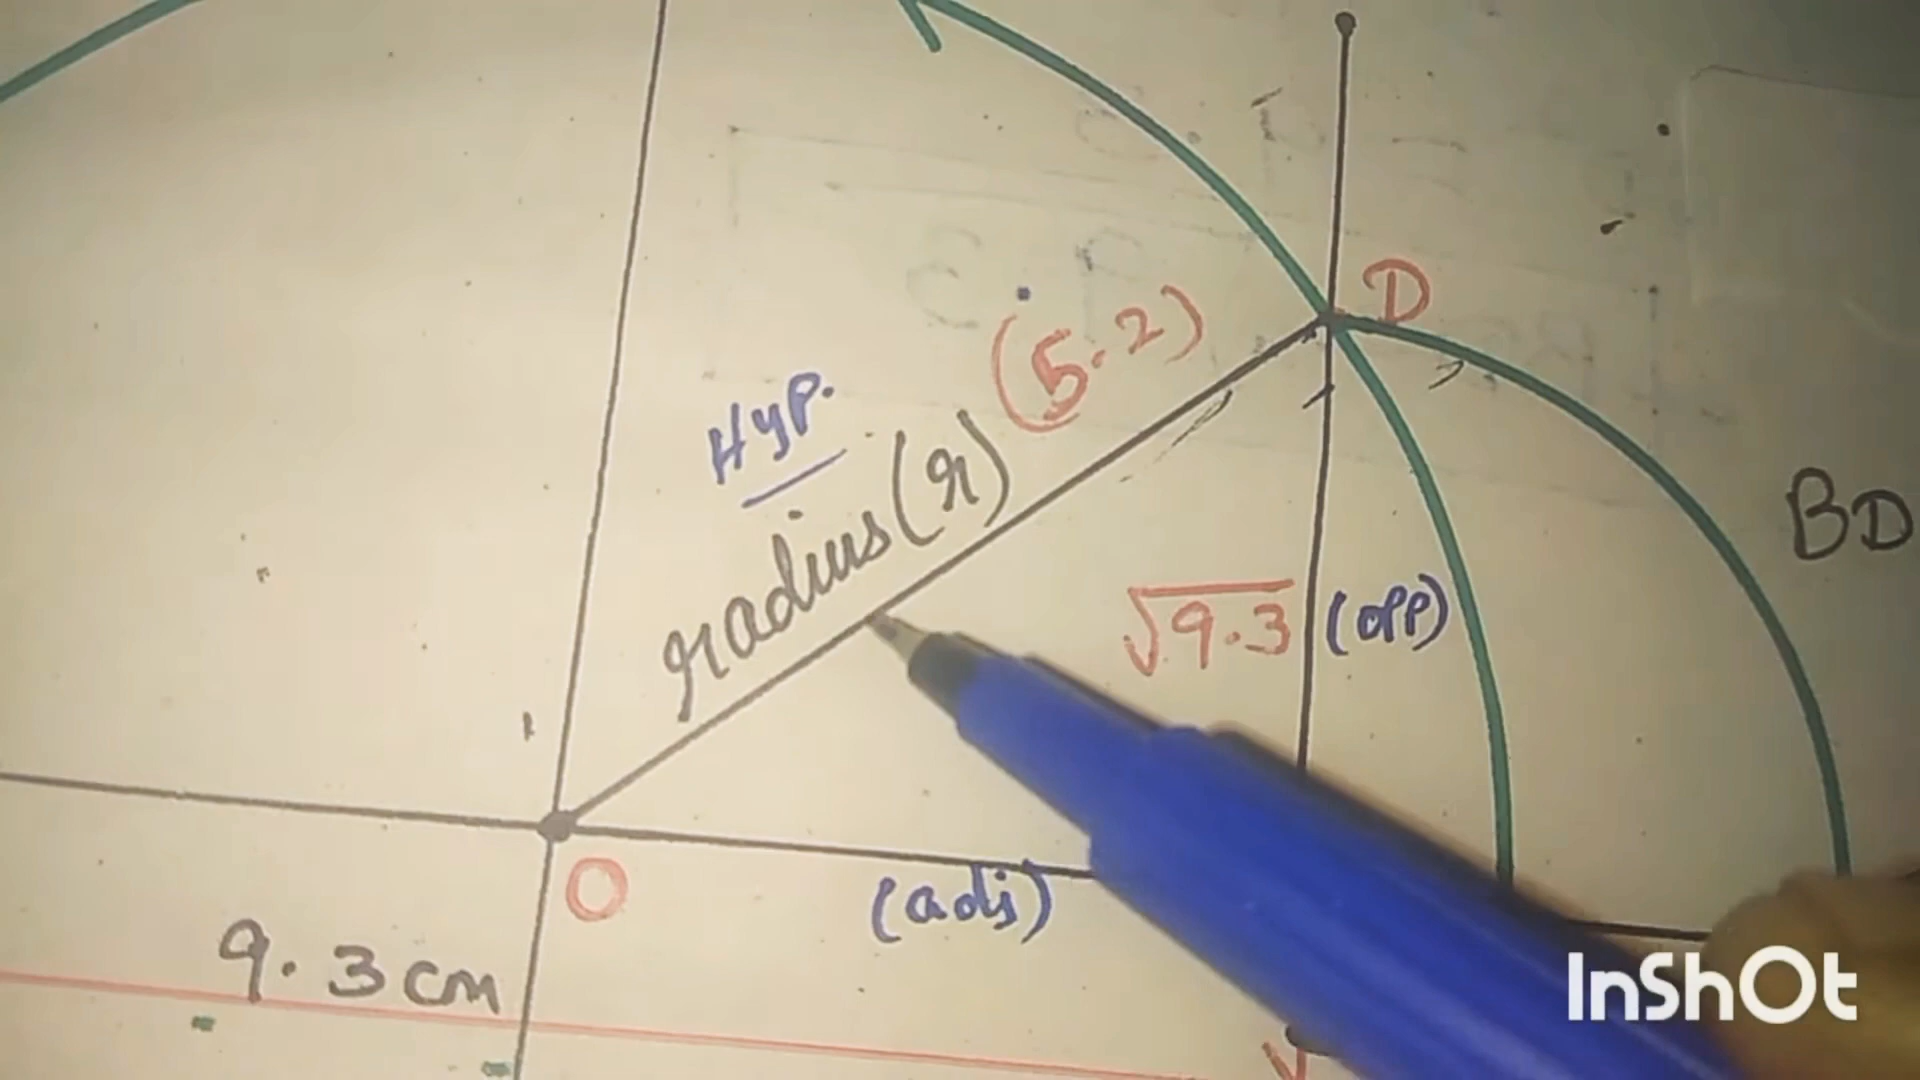 D
(5.2)
Hyp.
radius (r)
BD
√9.3 (opp)
O
(adj)
9.3 cm
InShOt